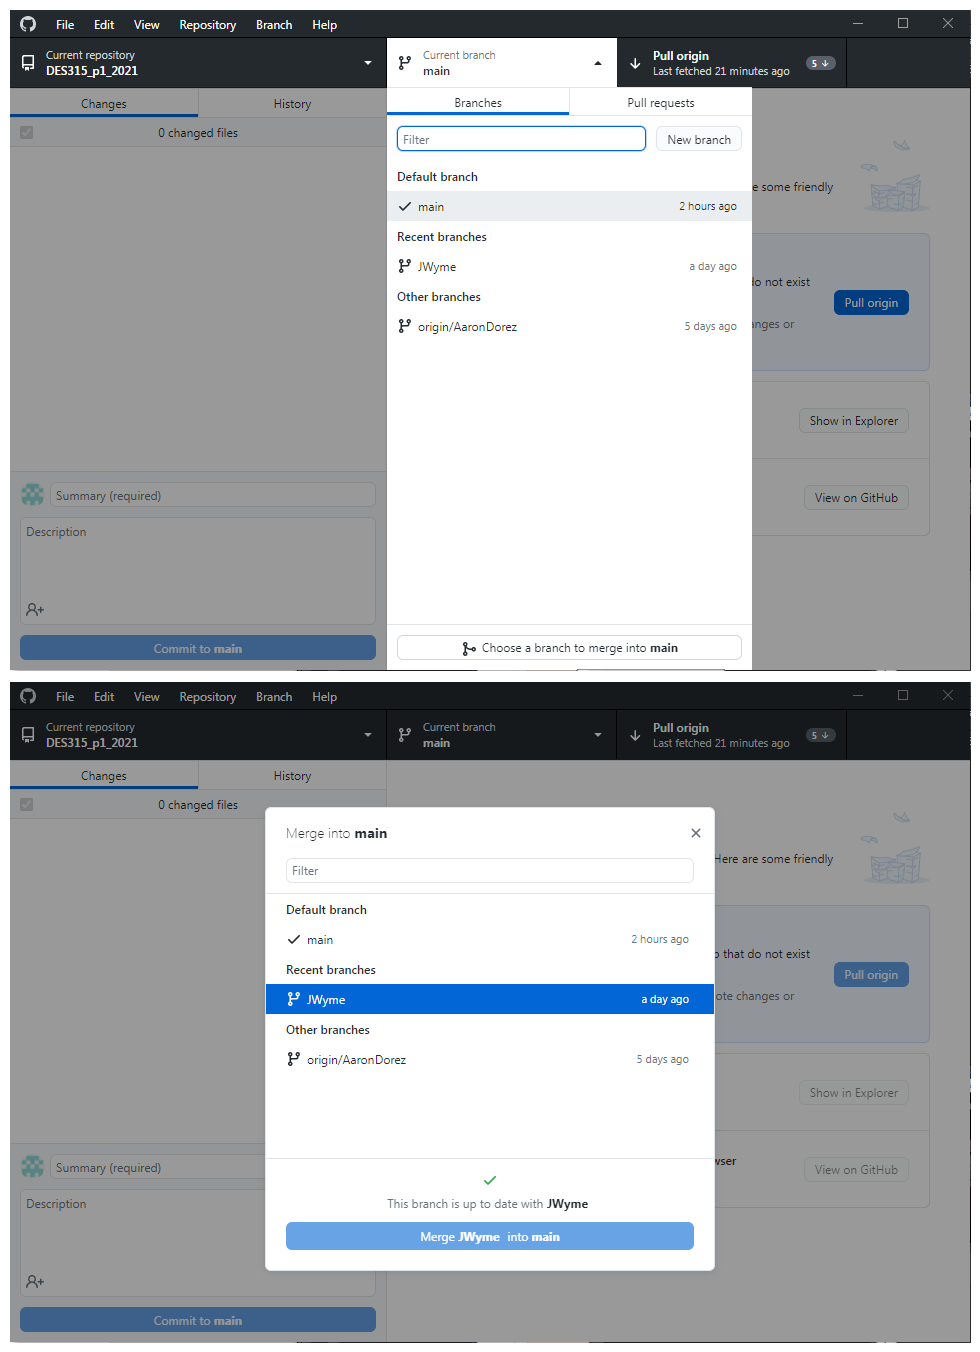 File Edit View Repository Branch Help
Current repository
DES315_p1_2021
Current branch
main
Pull origin
Last fetched 21 minutes ago
5
Changes
History
0 changed files
Branches
Pull requests
Filter
New branch
Default branch
main
2 hours ago
Recent branches
JWyme
a day ago
Other branches
origin/AaronDorez
5 days ago
e some friendly
do not exist
Pull origin
anges or
Show in Explorer
View on GitHub
Summary (required)
Description
Commit to main
Choose a branch to merge into main
File Edit View Repository Branch Help
Current repository
DES315_p1_2021
Current branch
main
Pull origin
Last fetched 21 minutes ago
5
Changes
History
0 changed files
Merge into main
Filter
Default branch
main
2 hours ago
Recent branches
JWyme
a day ago
Other branches
origin/AaronDorez
5 days ago
This branch is up to date with JWyme
Merge JWyme into main
Here are some friendly
o that do not exist
Pull origin
ote changes or
Show in Explorer
wser
View on GitHub
Summary (required)
Description
Commit to main